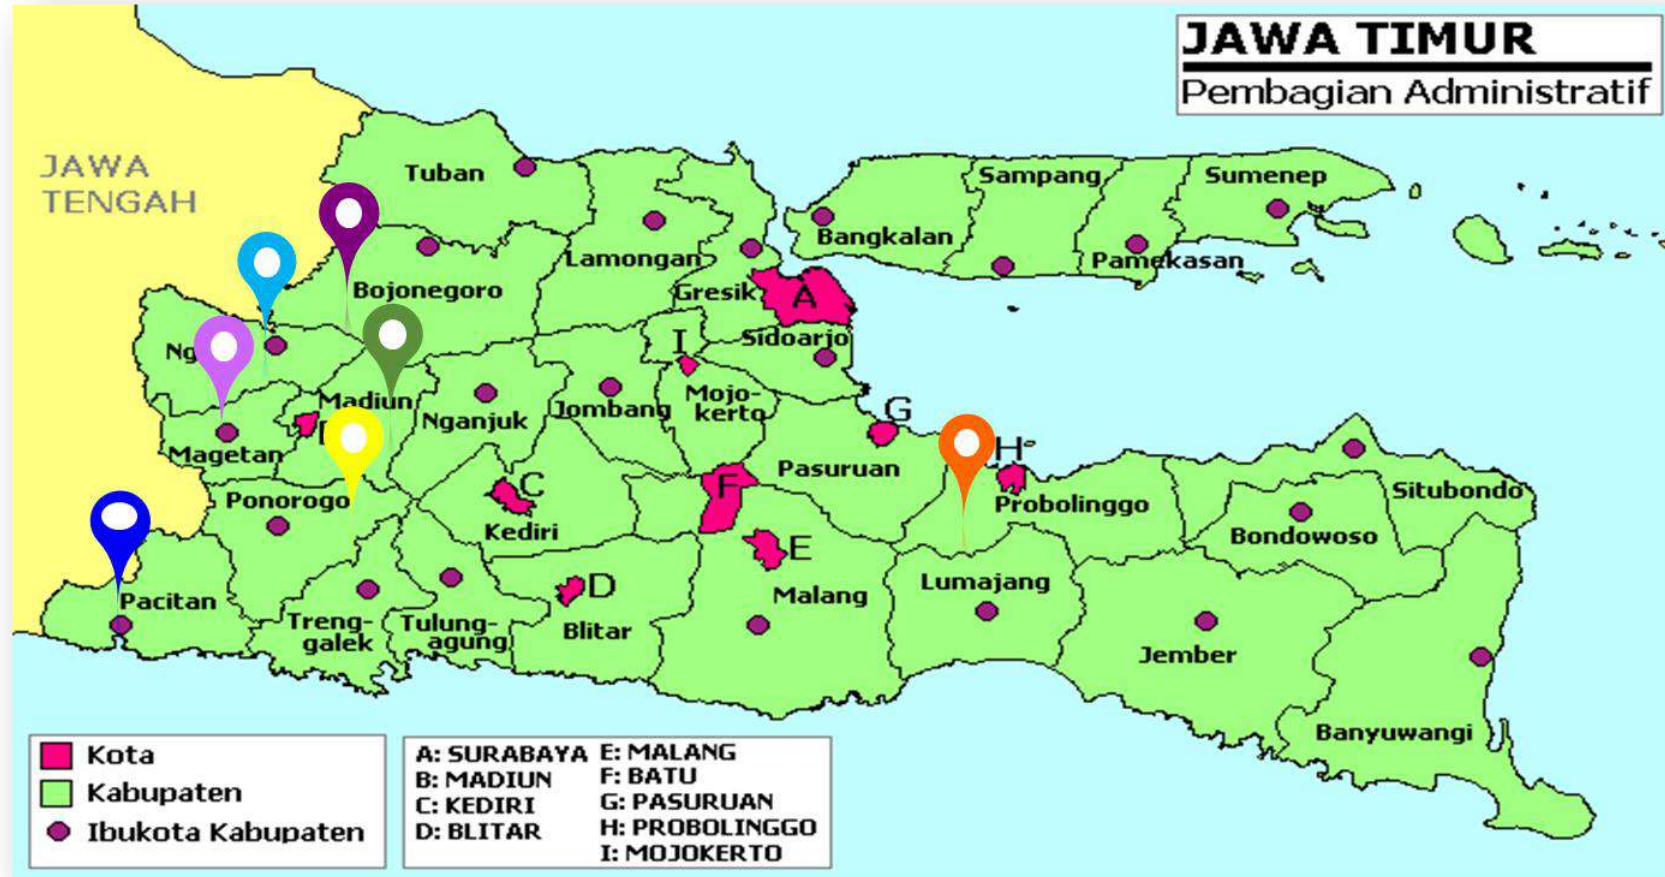 JAWA TIMUR
Pembagian Administratif
JAWA
TENGAH
Tuban
Bojonegoro
Lamongan
Gresik
A
Bangkalan
Sampang
Pamekasan
Sumenep
Ng
Magetan
Madiun
Nganjuk
Jombang
I
Mojo-
kerto
Sidoarjo
G
Pasuruan
H
Probolinggo
Situbondo
Bondowoso
Ponorogo
C
Kediri
F
E
Malang
Lumajang
Jember
Banyuwangi
Pacitan
Treng-
galek
Tulung-
agung
D
Blitar
Kota
Kabupaten
Ibukota Kabupaten
A: SURABAYA
B: MADIUN
C: KEDIRI
D: BLITAR
E: MALANG
F: BATU
G: PASURUAN
H: PROBOLINGGO
I: MOJOKERTO